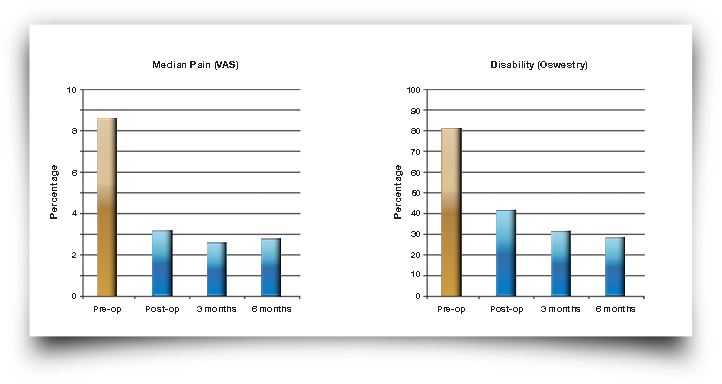 Median Pain (VAS)
Percentage
10
8
6
4
2
0
Pre-op Post-op 3 months 6 months
Disability (Oswestry)
Percentage
100
90
80
70
60
50
40
30
20
10
0
Pre-op Post-op 3 months 6 months